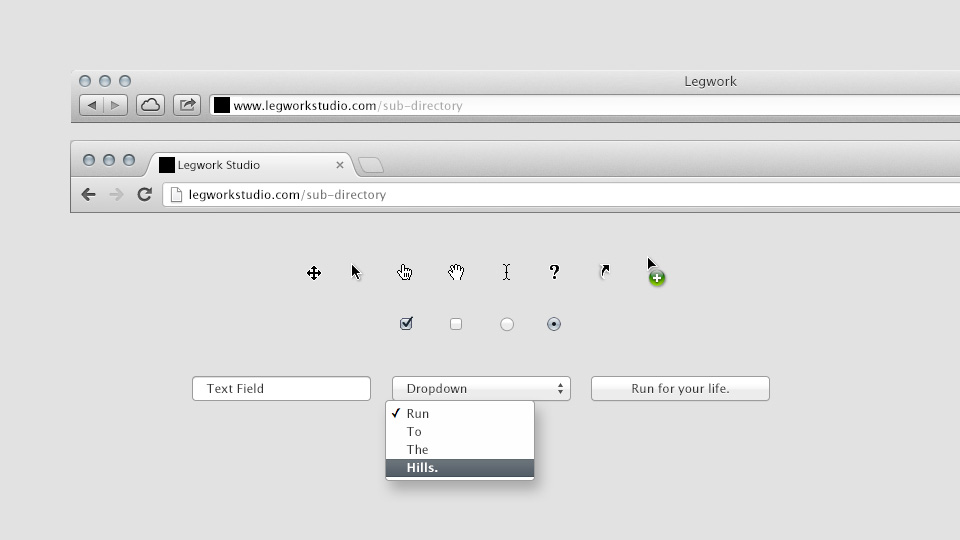 Legwork
www.legworkstudio.com/sub-directory
Legwork Studio
legworkstudio.com/sub-directory
?
Text Field
Dropdown
Run for your life.
Run
To
The
Hills.